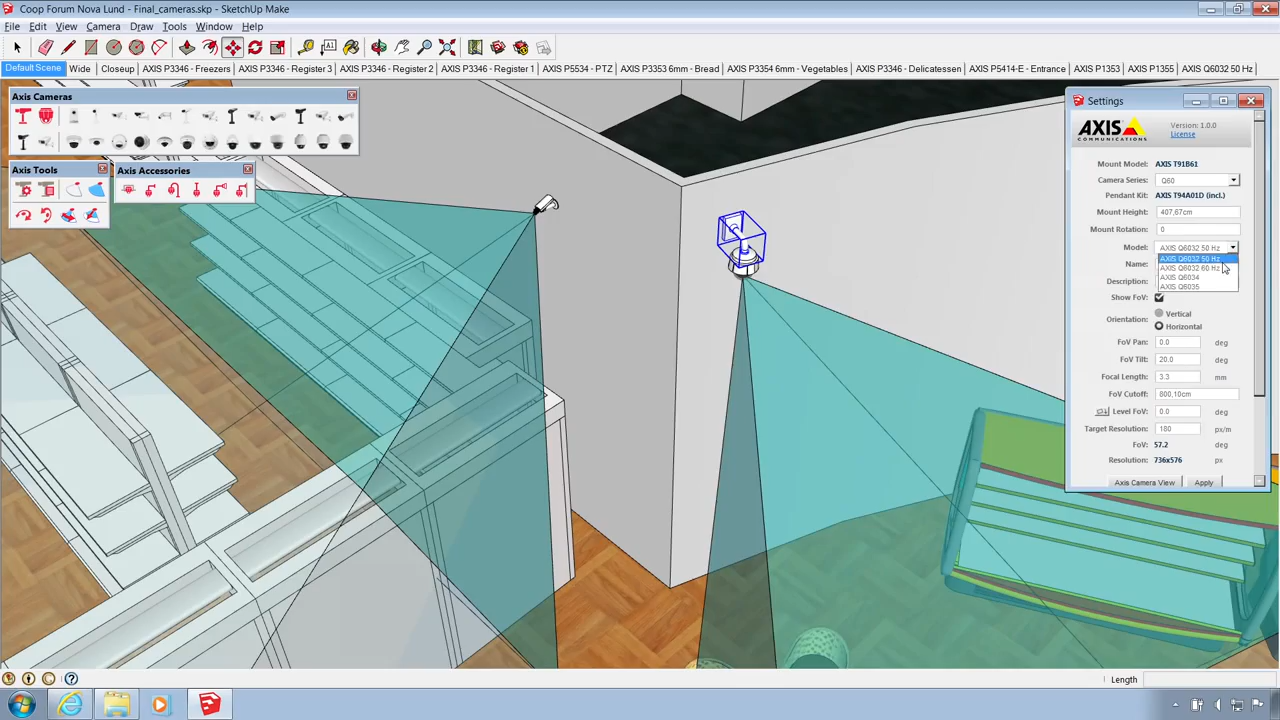 Coop Forum Nova Lund - Final_cameras.skp - SketchUp Make
File Edit View Camera Draw Tools Window Help
Default Scene Wide Closeup AXIS P3346 - Freezers AXIS P3346 - Register 3 AXIS P3346 - Register 2 AXIS P3346 - Register 1 AXIS P5534 - PTZ AXIS P3353 6mm - Bread 6mm - Vegetables AXIS P3346 - Delicatessen AXIS P5414-E - Entrance AXIS P1353 AXIS P1355 AXIS Q6032 50 Hz
Axis Cameras
Axis Tools
Axis Accessories
Settings
AXIS
COMMUNICATIONS
Version: 1.0.0
License
Mount Model: AXIS T91B61
Camera Series: Q60
Pendant Kit: AXIS T94A01D (incl.)
Mount Height: 407,67cm
Mount Rotation: 0
Model: AXIS Q6032 50 Hz
AXIS Q6032 50 Hz
Name: AXIS Q6032 60 Hz
AXIS Q6034
Description: AXIS Q6035
Show FoV:
Orientation: Vertical
Horizontal
FoV Pan: 0.0 deg
FoV Tilt: 20.0 deg
Focal Length: 3.3 mm
FoV Cutoff: 800,10cm
Level FoV: 0.0 deg
Target Resolution: 180 px/m
FoV: 57.2 deg
Resolution: 736x576 px
Axis Camera View Apply
Length